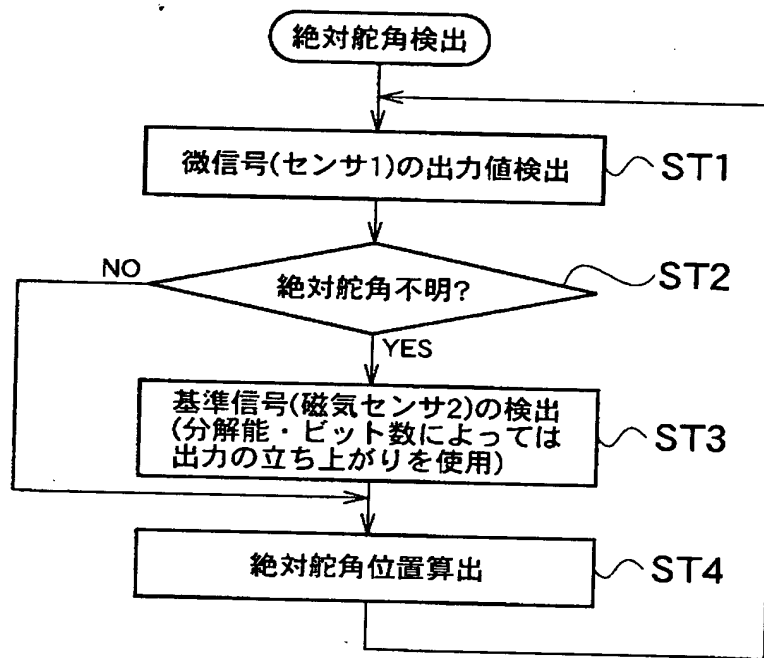 絶対舵角検出
微信号(センサ1)の出力値検出
ST1
NO
絶対舵角不明?
ST2
YES
基準信号(磁気センサ2)の検出
(分解能・ビット数によっては
出力の立ち上がりを使用)
ST3
絶対舵角位置算出
ST4